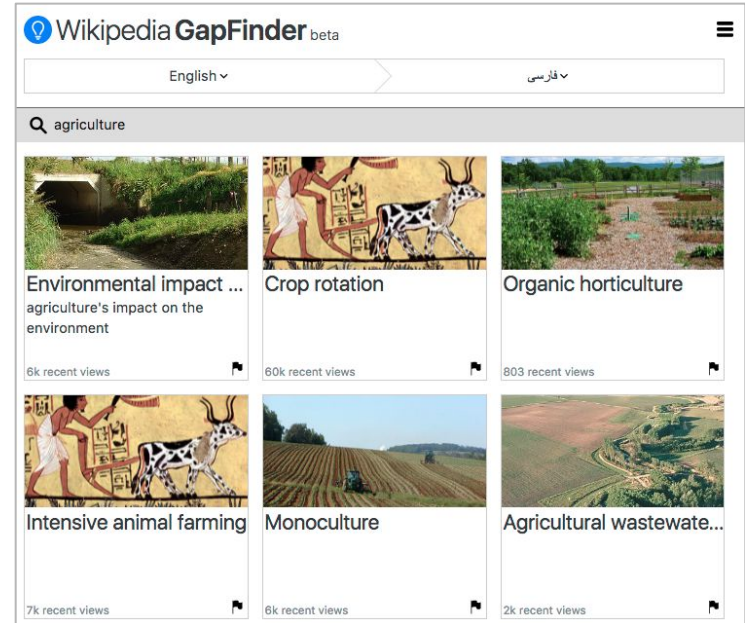 Wikipedia GapFinder beta
English
فارسی
agriculture
Environmental impact ...
agriculture's impact on the
environment
6k recent views
Crop rotation
60k recent views
Organic horticulture
803 recent views
Intensive animal farming
7k recent views
Monoculture
6k recent views
Agricultural wastewate...
2k recent views